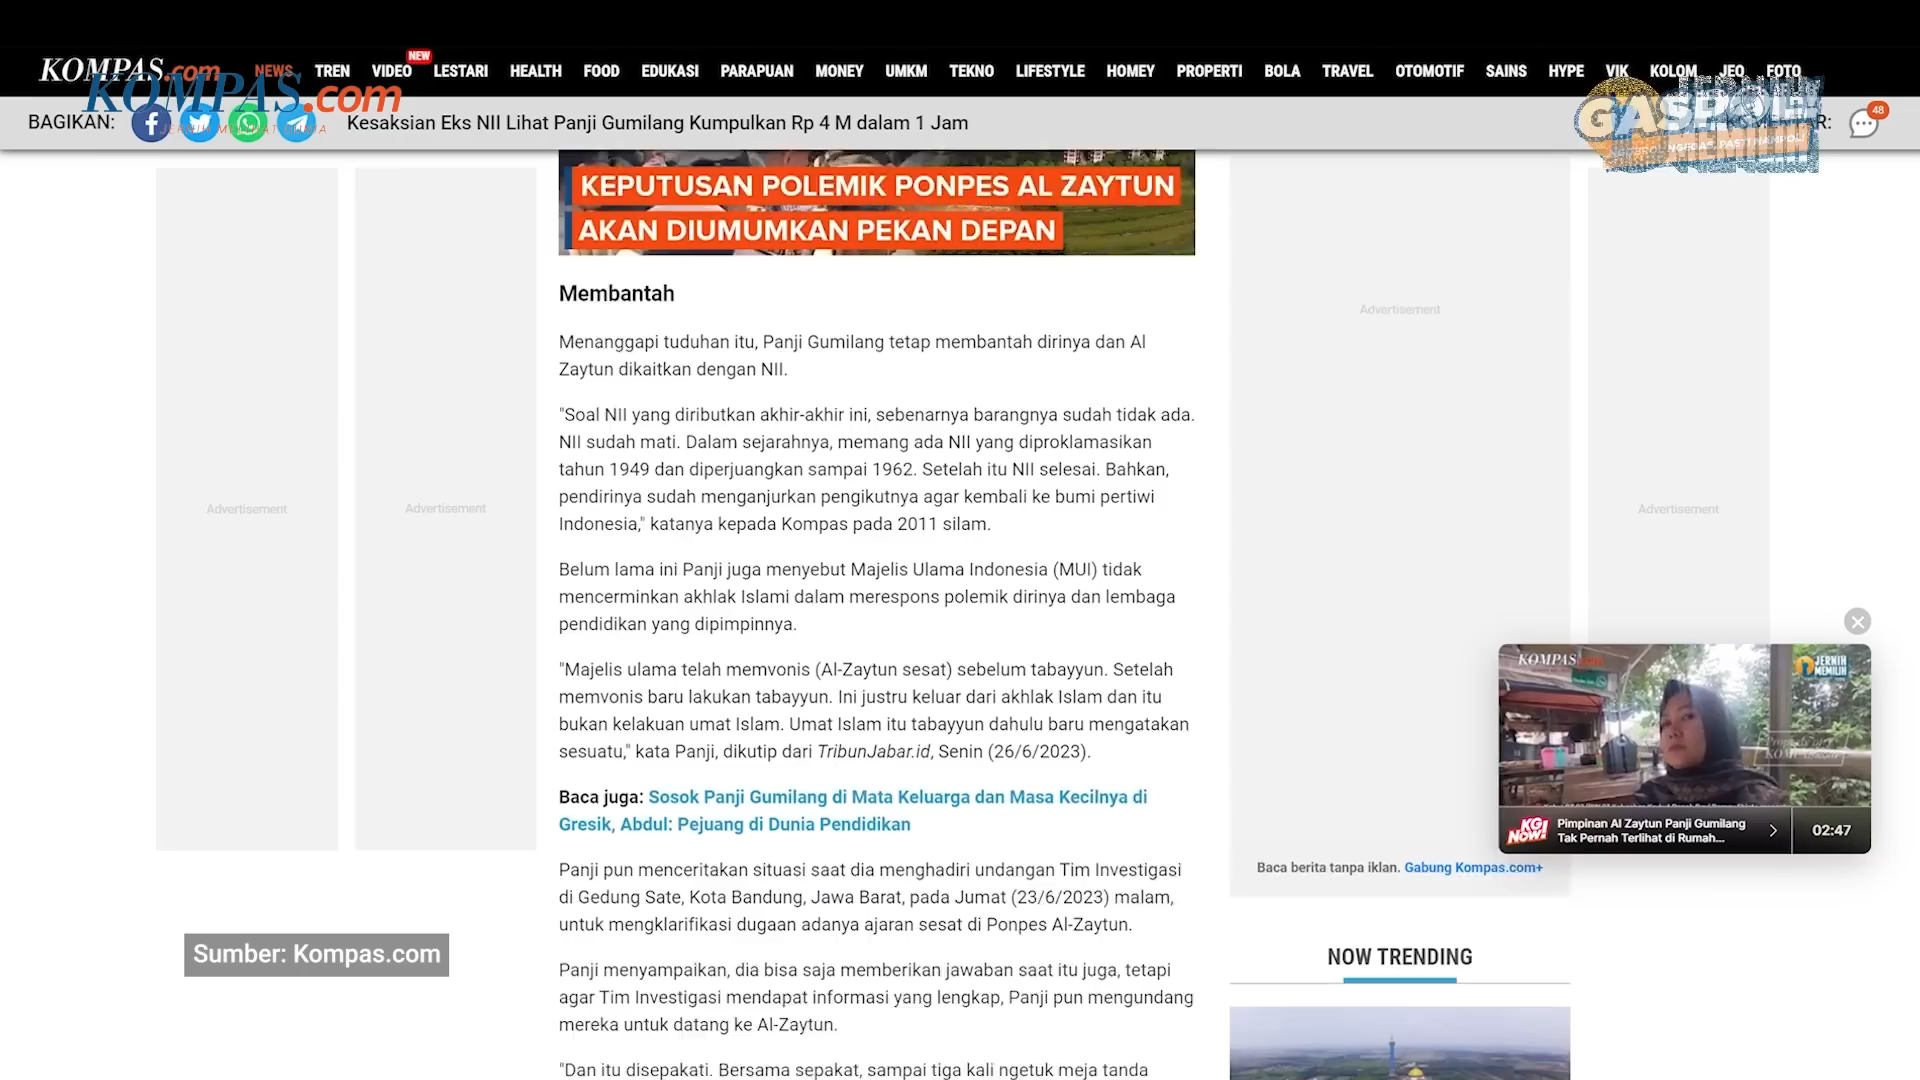 KOMPAS.com
NEWS TREN VIDEO NEW LESTARI HEALTH FOOD EDUKASI PARAPUAN MONEY UMKM TEKNO LIFESTYLE HOMEY PROPERTI BOLA TRAVEL OTOMOTIF SAINS HYPE VIK KOLOM JEO FOTO
KOMPAS.com
JERNIH MELIHAT DUNIA
BAGIKAN:
Kesaksian Eks NII Lihat Panji Gumilang Kumpulkan Rp 4 M dalam 1 Jam
KOMENTAR:
48
KEPUTUSAN POLEMIK PONPES AL ZAYTUN
AKAN DIUMUMKAN PEKAN DEPAN
Membantah
Menanggapi tuduhan itu, Panji Gumilang tetap membantah dirinya dan Al
Zaytun dikaitkan dengan NII.
"Soal NII yang diributkan akhir-akhir ini, sebenarnya barangnya sudah tidak ada.
NII sudah mati. Dalam sejarahnya, memang ada NII yang diproklamasikan
tahun 1949 dan diperjuangkan sampai 1962. Setelah itu NII selesai. Bahkan,
pendirinya sudah menganjurkan pengikutnya agar kembali ke bumi pertiwi
Indonesia," katanya kepada Kompas pada 2011 silam.
Belum lama ini Panji juga menyebut Majelis Ulama Indonesia (MUI) tidak
mencerminkan akhlak Islami dalam merespons polemik dirinya dan lembaga
pendidikan yang dipimpinnya.
"Majelis ulama telah memvonis (Al-Zaytun sesat) sebelum tabayyun. Setelah
memvonis baru lakukan tabayyun. Ini justru keluar dari akhlak Islam dan itu
bukan kelakuan umat Islam. Umat Islam itu tabayyun dahulu baru mengatakan
sesuatu," kata Panji, dikutip dari TribunJabar.id, Senin (26/6/2023).
Baca juga: Sosok Panji Gumilang di Mata Keluarga dan Masa Kecilnya di
Gresik, Abdul: Pejuang di Dunia Pendidikan
Panji pun menceritakan situasi saat dia menghadiri undangan Tim Investigasi
di Gedung Sate, Kota Bandung, Jawa Barat, pada Jumat (23/6/2023) malam,
untuk mengklarifikasi dugaan adanya ajaran sesat di Ponpes Al-Zaytun.
Panji menyampaikan, dia bisa saja memberikan jawaban saat itu juga, tetapi
agar Tim Investigasi mendapat informasi yang lengkap, Panji pun mengundang
mereka untuk datang ke Al-Zaytun.
"Dan itu disepakati. Bersama sepakat, sampai tiga kali ngetuk meja tanda
Advertisement
Advertisement
Advertisement
Advertisement
Sumber: Kompas.com
KOMPAS.com
JERNIH
MEMILIH
KG
NOW!
Pimpinan Al Zaytun Panji Gumilang
Tak Pernah Terlihat di Rumah...
02:47
Baca berita tanpa iklan. Gabung Kompas.com+
NOW TRENDING